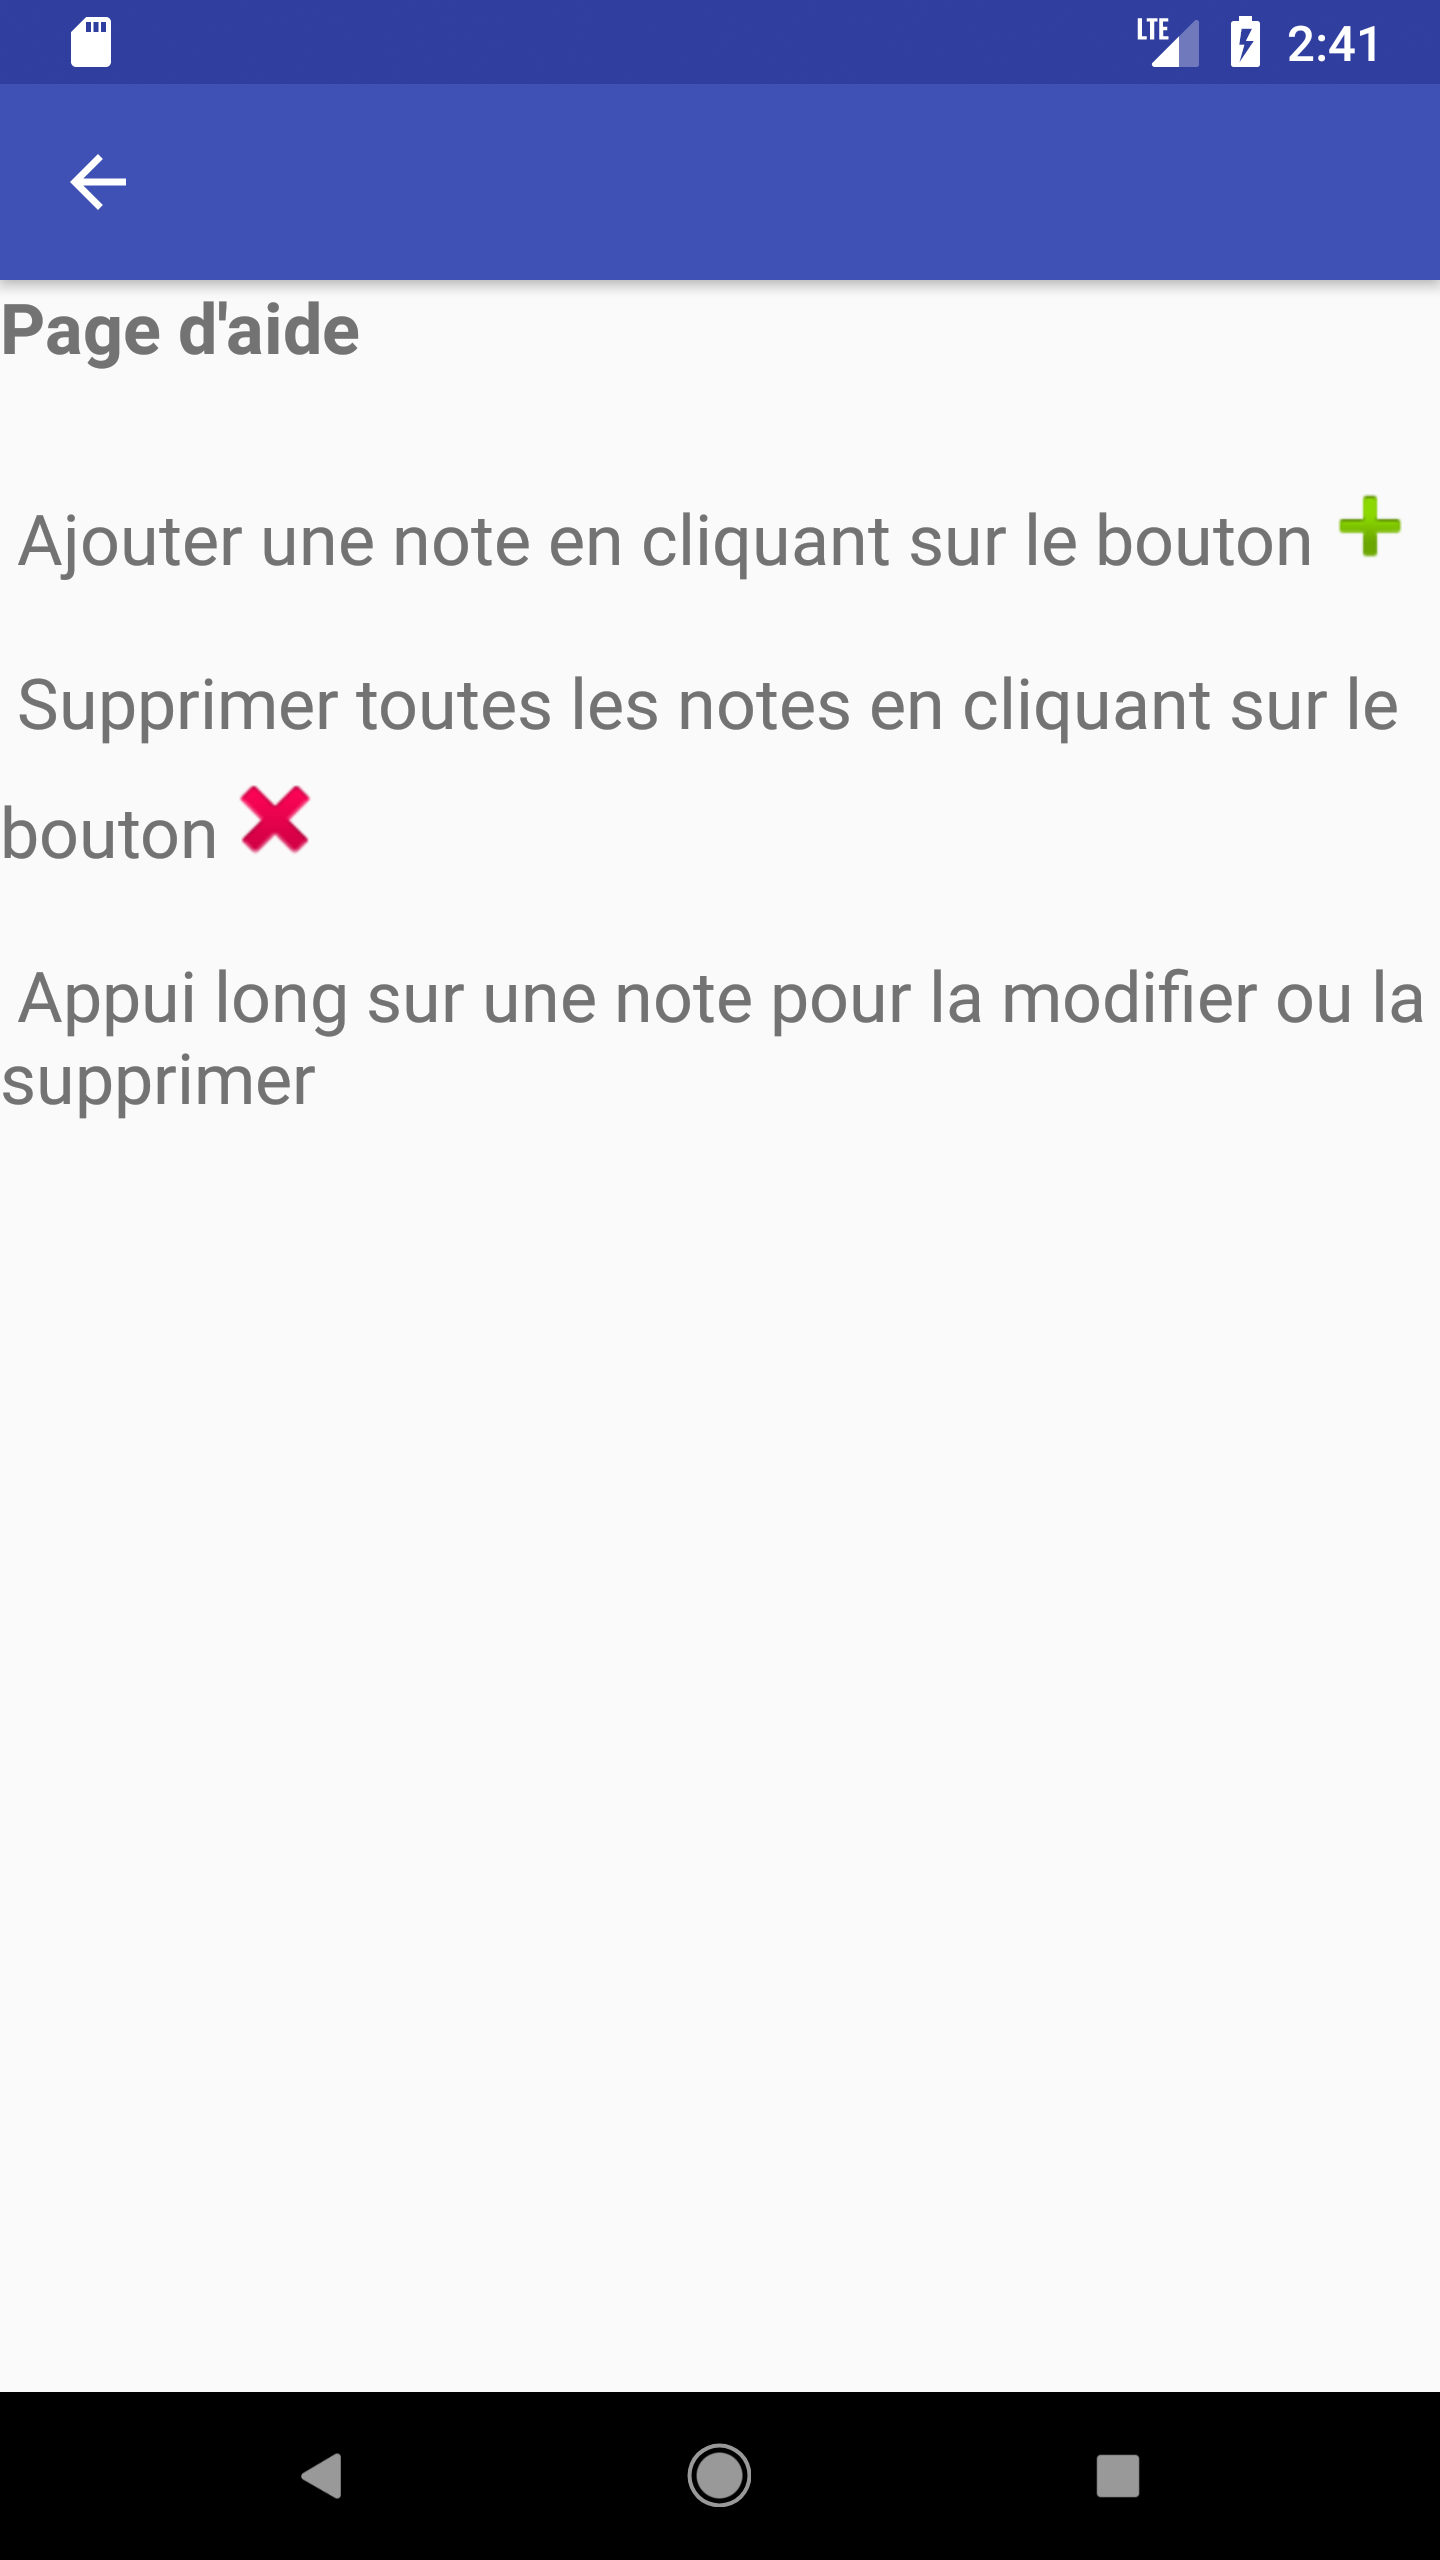 LTE 2:41
Page d'aide
Ajouter une note en cliquant sur le bouton
Supprimer toutes les notes en cliquant sur le
bouton
Appui long sur une note pour la modifier ou la
supprimer